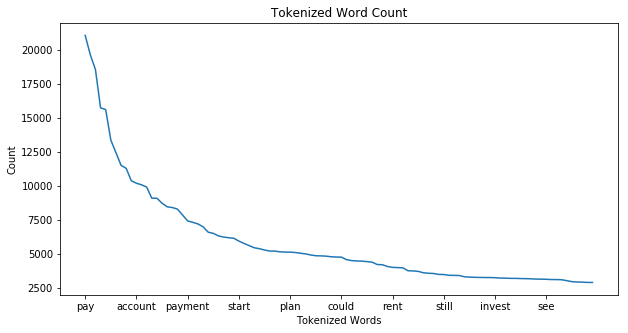 Tokenized Word Count
20000
17500
15000
12500
10000
7500
5000
2500
Count
pay account payment start plan could rent still invest see
Tokenized Words